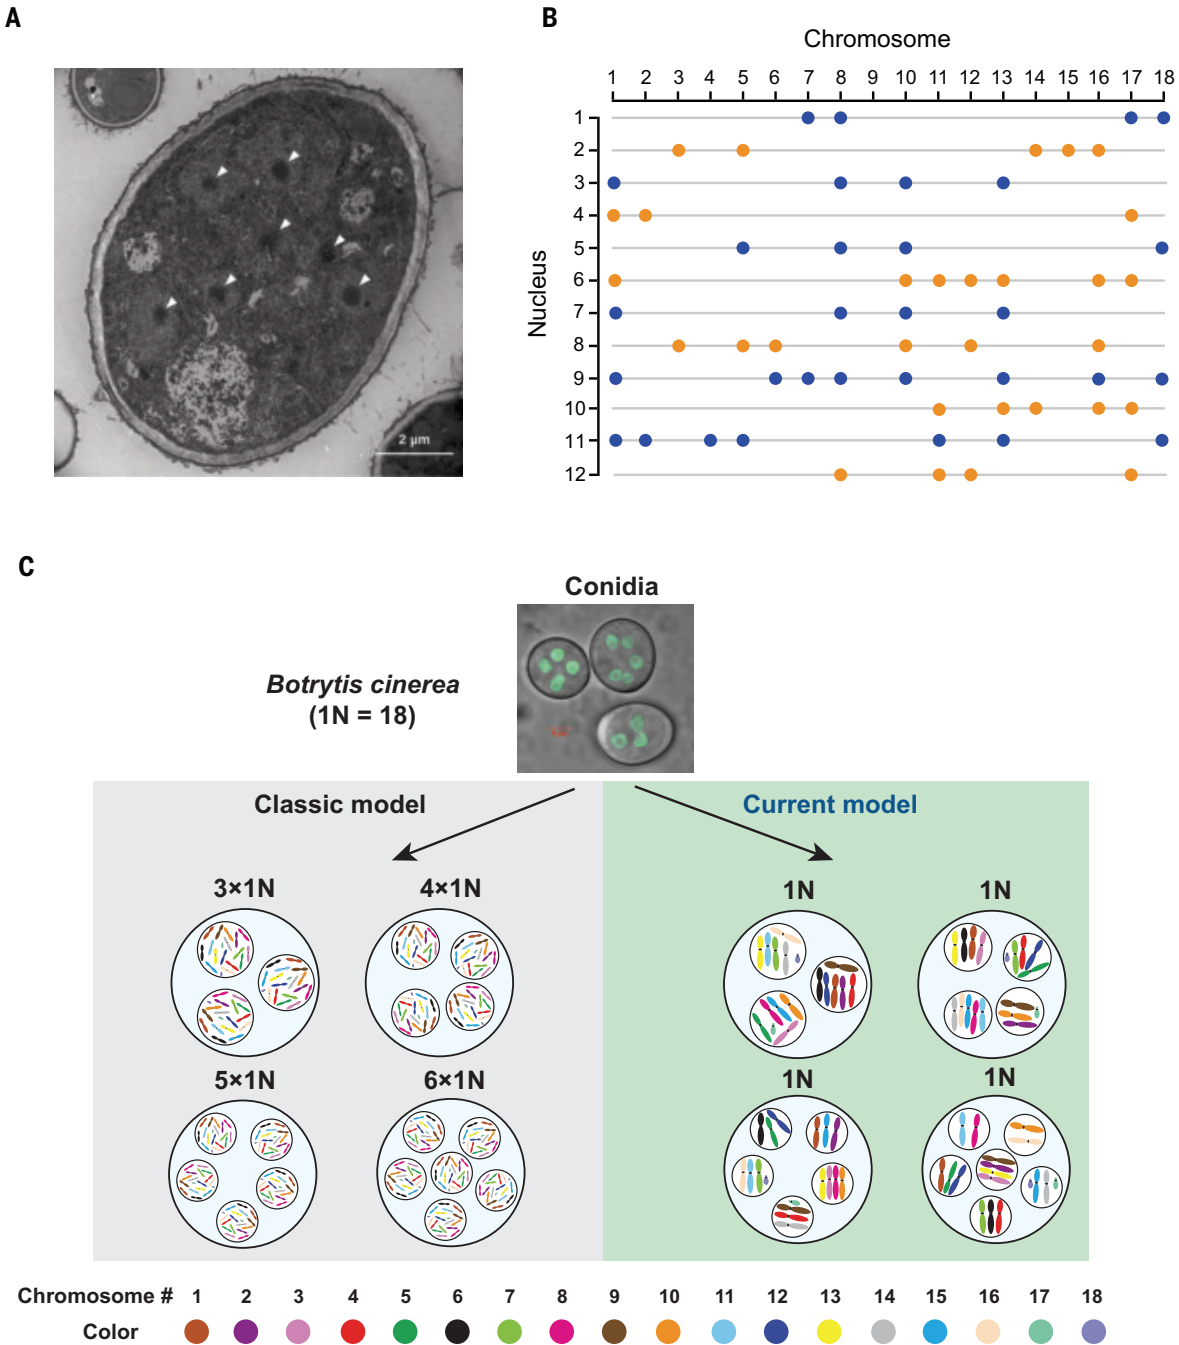 A
2 µm
B
Chromosome
1 2 3 4 5 6 7 8 9 10 11 12 13 14 15 16 17 18
Nucleus
1
2
3
4
5
6
7
8
9
10
11
12
C
Conidia
Botrytis cinerea
(1N = 18)
Classic model
Current model
3×1N
4×1N
1N
1N
5×1N
6×1N
1N
1N
Chromosome # 1 2 3 4 5 6 7 8 9 10 11 12 13 14 15 16 17 18
Color